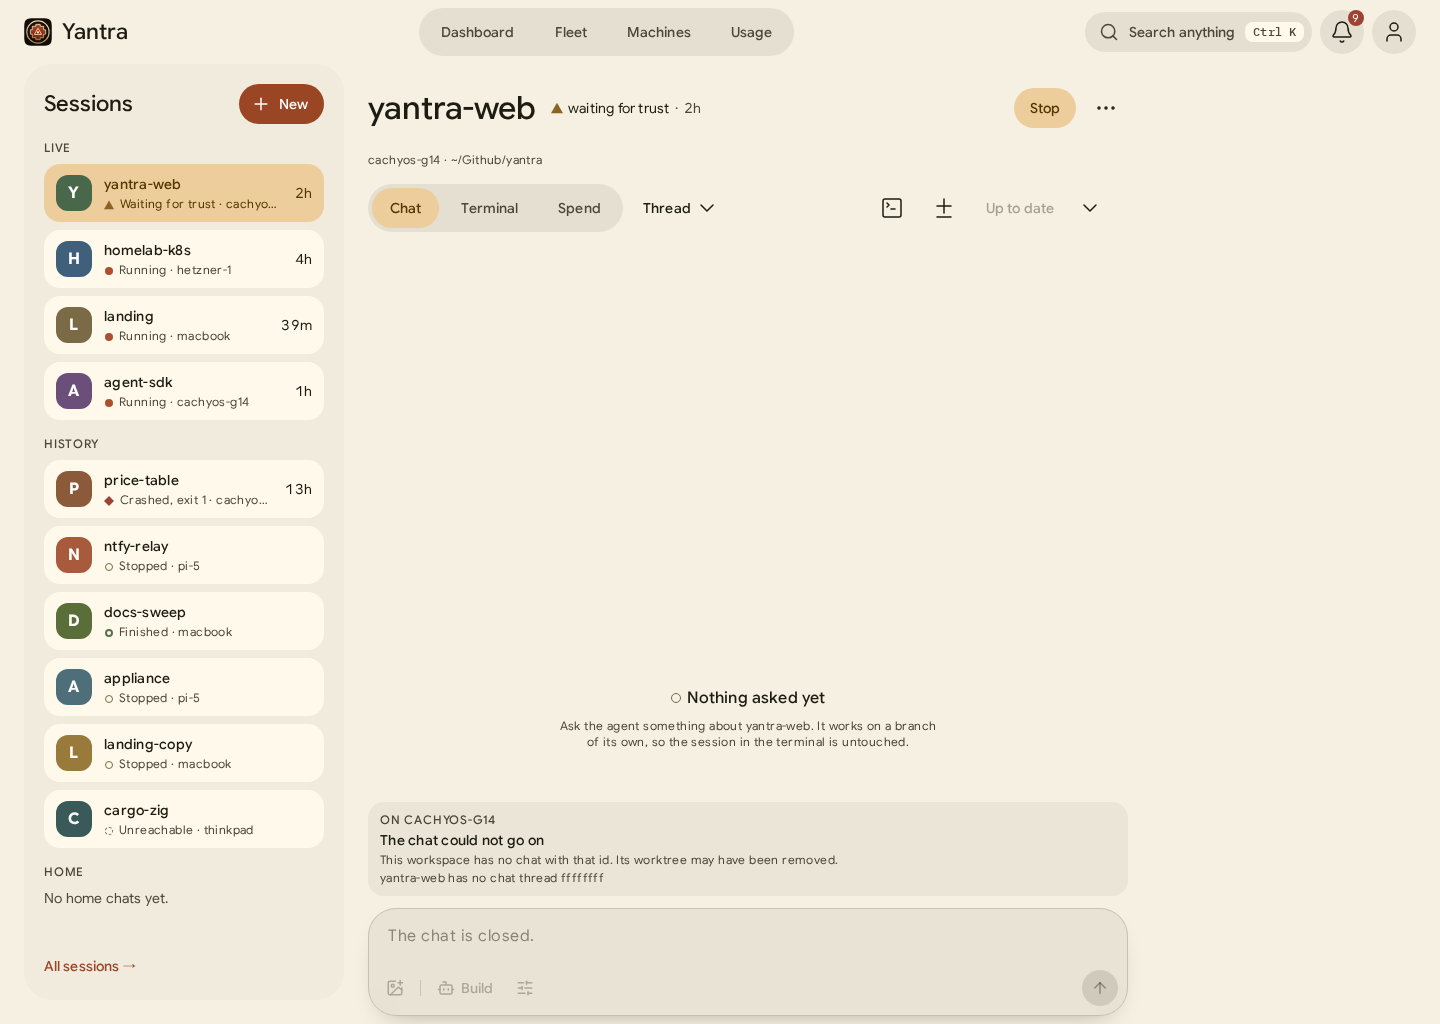 Yantra
Dashboard
Fleet
Machines
Usage
Search anything
Ctrl K
9
Sessions
New
LIVE
Y
yantra-web
Waiting for trust · cachyo...
2h
H
homelab-k8s
Running · hetzner-1
4h
L
landing
Running · macbook
39m
A
agent-sdk
Running · cachyos-g14
1h
HISTORY
P
price-table
Crashed, exit 1 · cachyo...
13h
N
ntfy-relay
Stopped · pi-5
D
docs-sweep
Finished · macbook
A
appliance
Stopped · pi-5
L
landing-copy
Stopped · macbook
C
cargo-zig
Unreachable · thinkpad
HOME
No home chats yet.
All sessions →
yantra-web
waiting for trust · 2h
Stop
cachyos-g14 · ~/Github/yantra
Chat
Terminal
Spend
Thread
Up to date
Nothing asked yet
Ask the agent something about yantra-web. It works on a branch
of its own, so the session in the terminal is untouched.
ON CACHYOS-G14
The chat could not go on
This workspace has no chat with that id. Its worktree may have been removed.
yantra-web has no chat thread ffffffff
The chat is closed.
Build